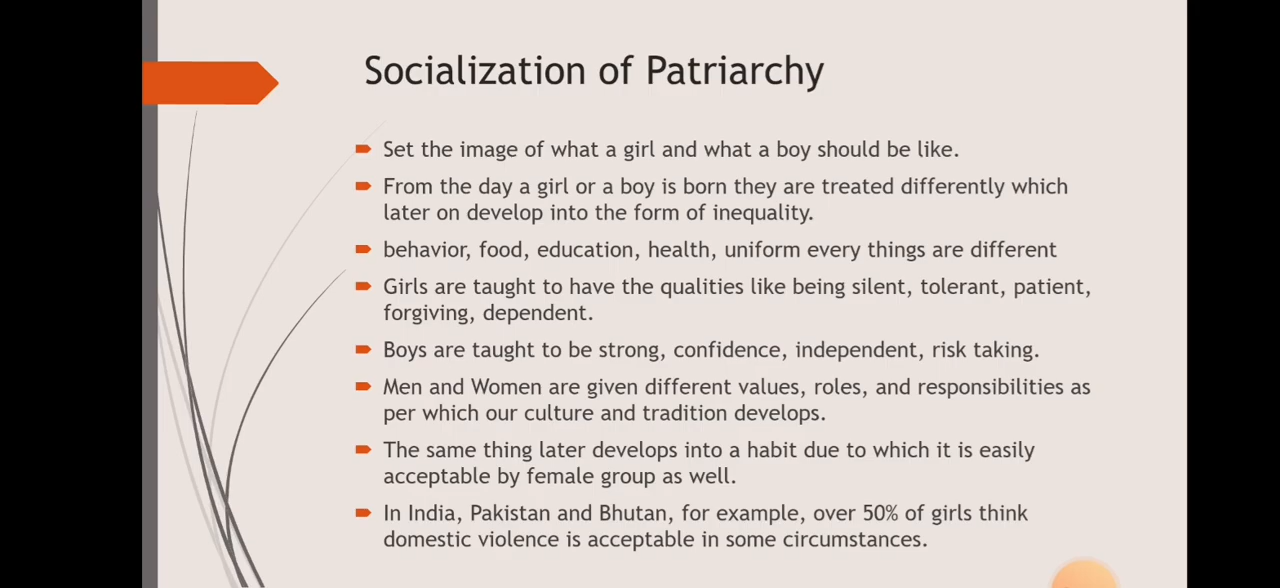 Socialization of Patriarchy
Set the image of what a girl and what a boy should be like.
From the day a girl or a boy is born they are treated differently which
later on develop into the form of inequality.
behavior, food, education, health, uniform every things are different
Girls are taught to have the qualities like being silent, tolerant, patient,
forgiving, dependent.
Boys are taught to be strong, confidence, independent, risk taking.
Men and Women are given different values, roles, and responsibilities as
per which our culture and tradition develops.
The same thing later develops into a habit due to which it is easily
acceptable by female group as well.
In India, Pakistan and Bhutan, for example, over 50% of girls think
domestic violence is acceptable in some circumstances.